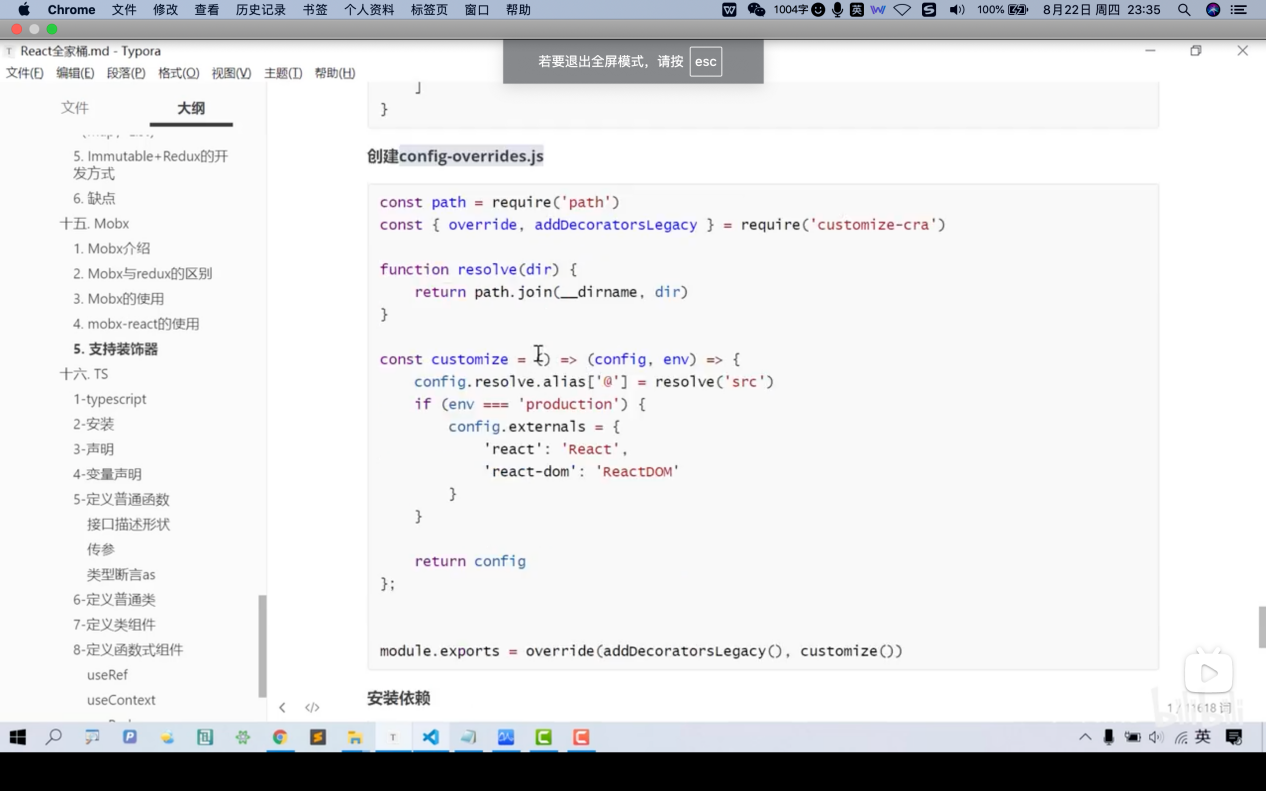 Chrome 文件 修改 查看 历史记录 书签 个人资料 标签页 窗口 帮助 1004字 英 100% 8月22日 周四 23:35
React全家桶.md - Typora
若要退出全屏模式，请按 esc
文件(F) 编辑(E) 段落(P) 格式(O) 视图(V) 主题(T) 帮助(H)
文件 大纲
5. Immutable+Redux的开
发方式
6. 缺点
十五. Mobx
1. Mobx介绍
2. Mobx与redux的区别
3. Mobx的使用
4. mobx-react的使用
5. 支持装饰器
十六. TS
1-typescript
2-安装
3-声明
4-变量声明
5-定义普通函数
接口描述形状
传参
类型断言as
6-定义普通类
7-定义类组件
8-定义函数式组件
useRef
useContext
]
}
创建config-overrides.js
const path = require('path')
const { override, addDecoratorsLegacy } = require('customize-cra')
function resolve(dir) {
return path.join(__dirname, dir)
}
const customize = () => (config, env) => {
config.resolve.alias['@'] = resolve('src')
if (env === 'production') {
config.externals = {
'react': 'React',
'react-dom': 'ReactDOM'
}
}
return config
};
module.exports = override(addDecoratorsLegacy(), customize())
安装依赖
bilibili
英